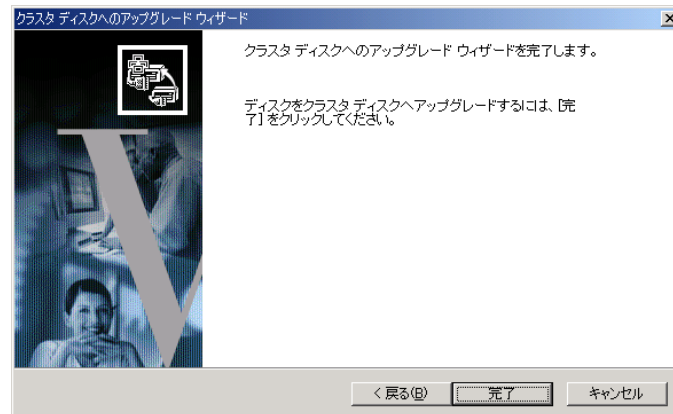 クラスタ ディスクへのアップグレード ウィザード
クラスタ ディスクへのアップグレード ウィザードを完了します。
ディスクをクラスタ ディスクへアップグレードするには、[完
了] をクリックしてください。
< 戻る(B)
完了
キャンセル